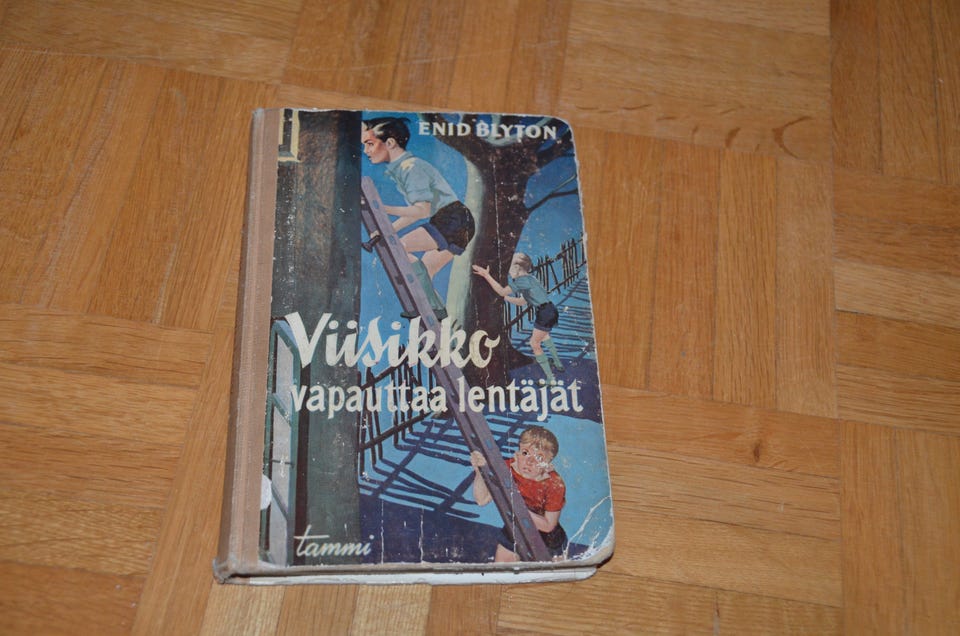 ENID BLYTON
Viisikko
vapauttaa lentäjät
tammi